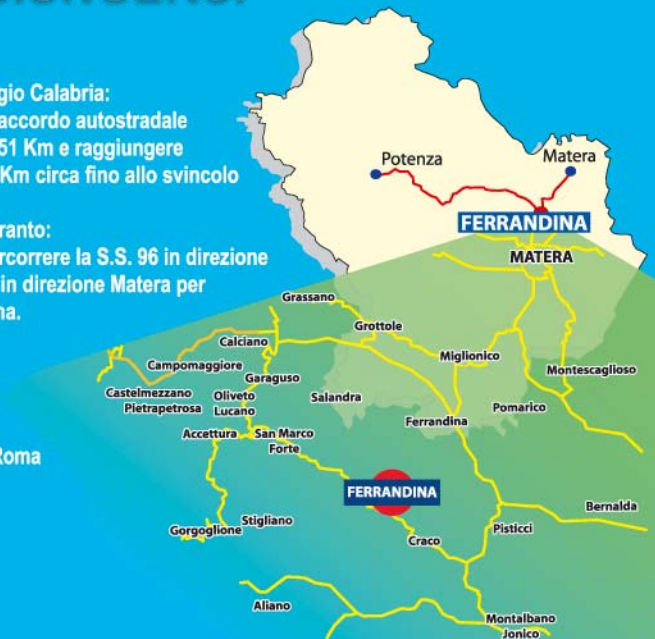 gio Calabria:
accordo autostradale
51 Km e raggiungere
Km circa fino allo svincolo
ranto:
rcorrere la S.S. 96 in direzione
in direzione Matera per
na.
Roma
Potenza
Matera
FERRANDINA
MATERA
Grassano
Grottole
Calciano
Miglionico
Campomaggiore
Montescaglioso
Garaguso
Castelmezzano
Oliveto
Lucano
Salandra
Pietrapetrosa
Pomarico
Ferrandina
Accettura
San Marco
Forte
FERRANDINA
Bernalda
Stigliano
Gorgoglione
Pisticci
Craco
Aliano
Montalbano
Jonico